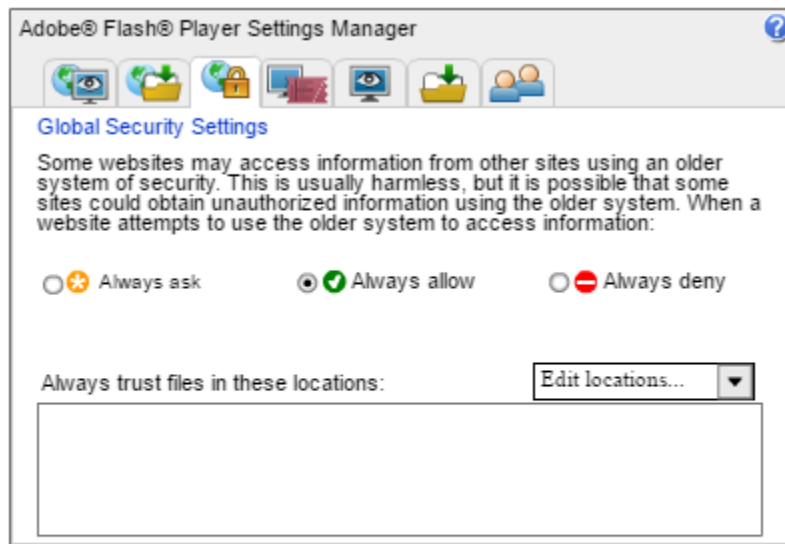 Adobe® Flash® Player Settings Manager
?
Global Security Settings
Some websites may access information from other sites using an older
system of security. This is usually harmless, but it is possible that some
sites could obtain unauthorized information using the older system. When a
website attempts to use the older system to access information:
Always ask Always allow Always deny
Always trust files in these locations: Edit locations...